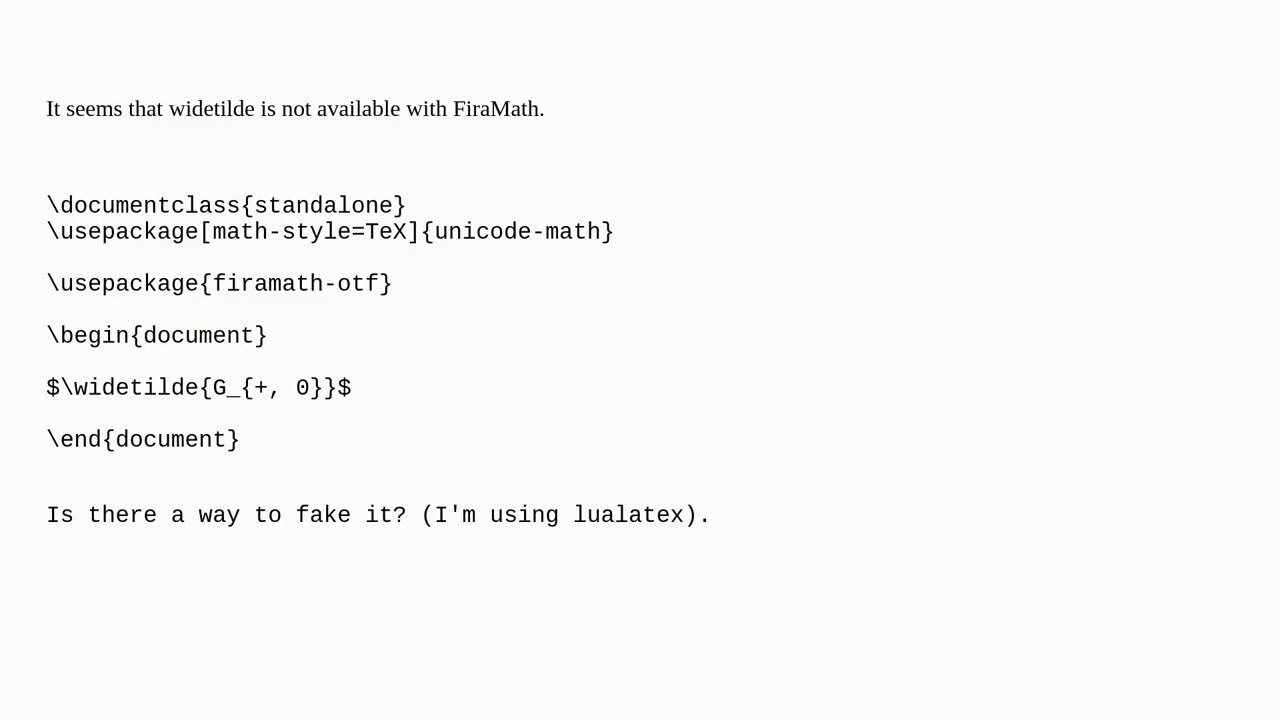 It seems that widetilde is not available with FiraMath.
\documentclass{standalone}
\usepackage[math-style=TeX]{unicode-math}
\usepackage{firamath-otf}
\begin{document}
$\widetilde{G_{+, 0}}$
\end{document}
Is there a way to fake it? (I'm using lualatex).